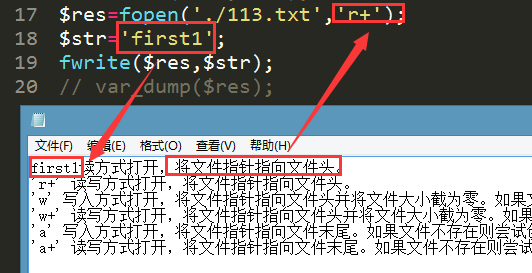 17 $res=fopen('./113.txt','r+');
18 $str='first1';
19 fwrite($res,$str);
20 // var_dump($res);
文件(F) 编辑(E) 格式(O) 查看(V) 帮助(H)
first1读方式打开，将文件指针指向文件头。
'r+' 读写方式打开，将文件指针指向文件头。
'w' 写入方式打开，将文件指针指向文件头并将文件大小截为零。如果文
'w+' 读写方式打开，将文件指针指向文件头并将文件大小截为零。如果
'a' 写入方式打开，将文件指针指向文件末尾。如果文件不存在则尝试
'a+' 读写方式打开，将文件指针指向文件末尾。如果文件不存在则尝